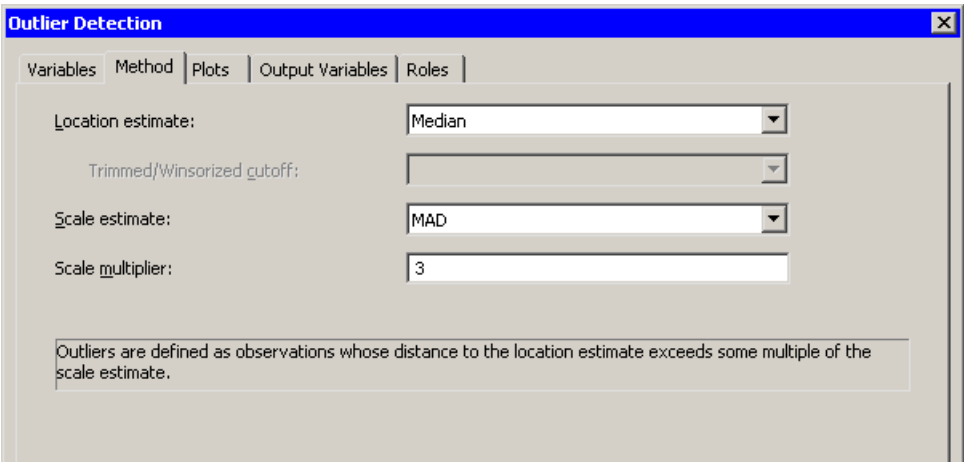 Outlier Detection
Variables Method Plots Output Variables Roles
Location estimate: Median
Trimmed/Winsorized cutoff:
Scale estimate: MAD
Scale multiplier: 3
Outliers are defined as observations whose distance to the location estimate exceeds some multiple of the
scale estimate.